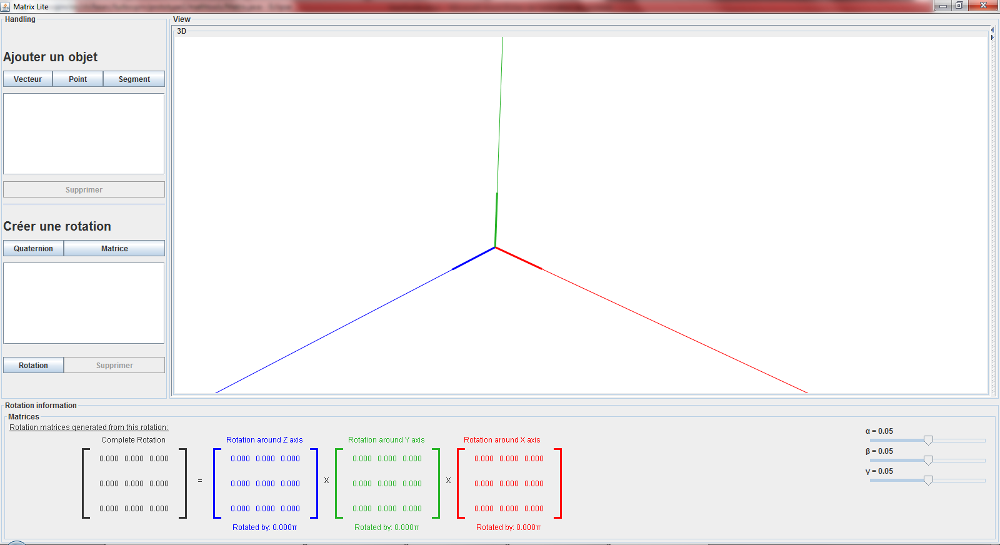 Matrix Lite
Handling
View
3D
Ajouter un objet
Vecteur Point Segment
Supprimer
Créer une rotation
Quaternion Matrice
Rotation Supprimer
Rotation information
Matrices
Rotation matrices generated from this rotation:
Complete Rotation Rotation around Z axis Rotation around Y axis Rotation around X axis
0.000 0.000 0.000 0.000 0.000 0.000 0.000 0.000 0.000 0.000 0.000 0.000
0.000 0.000 0.000 = 0.000 0.000 0.000 X 0.000 0.000 0.000 X 0.000 0.000 0.000
0.000 0.000 0.000 0.000 0.000 0.000 0.000 0.000 0.000 0.000 0.000 0.000
Rotated by: 0.000π Rotated by: 0.000π Rotated by: 0.000π
α = 0.05
β = 0.05
γ = 0.05